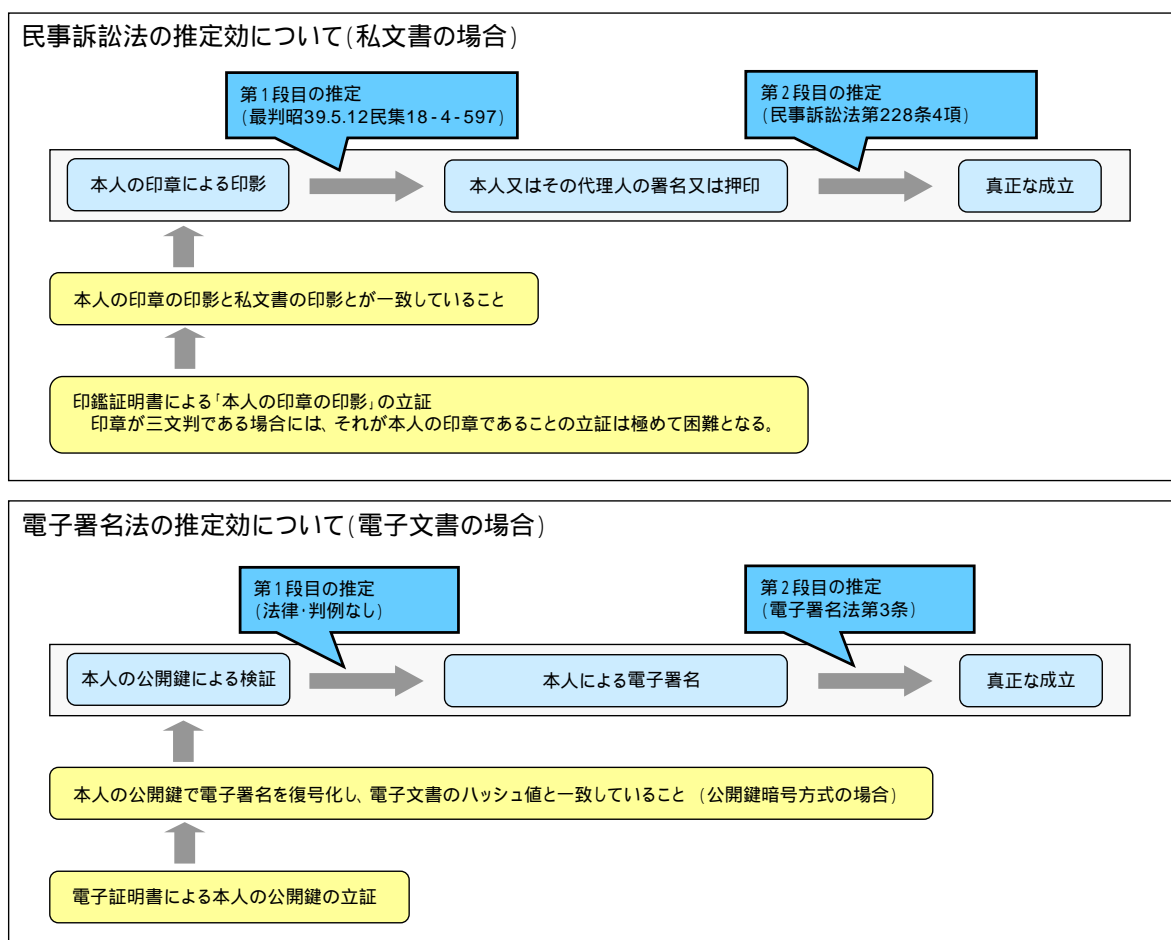 民事訴訟法の推定効について(私文書の場合)
第1段目の推定
(最判昭39.5.12民集18-4-597)
第2段目の推定
(民事訴訟法第228条4項)
本人の印章による印影
本人又はその代理人の署名又は押印
真正な成立
本人の印章の印影と私文書の印影とが一致していること
印鑑証明書による「本人の印章の印影」の立証
印章が三文判である場合には、それが本人の印章であることの立証は極めて困難となる。
電子署名法の推定効について(電子文書の場合)
第1段目の推定
(法律・判例なし)
第2段目の推定
(電子署名法第3条)
本人の公開鍵による検証
本人による電子署名
真正な成立
本人の公開鍵で電子署名を復号化し、電子文書のハッシュ値と一致していること (公開鍵暗号方式の場合)
電子証明書による本人の公開鍵の立証